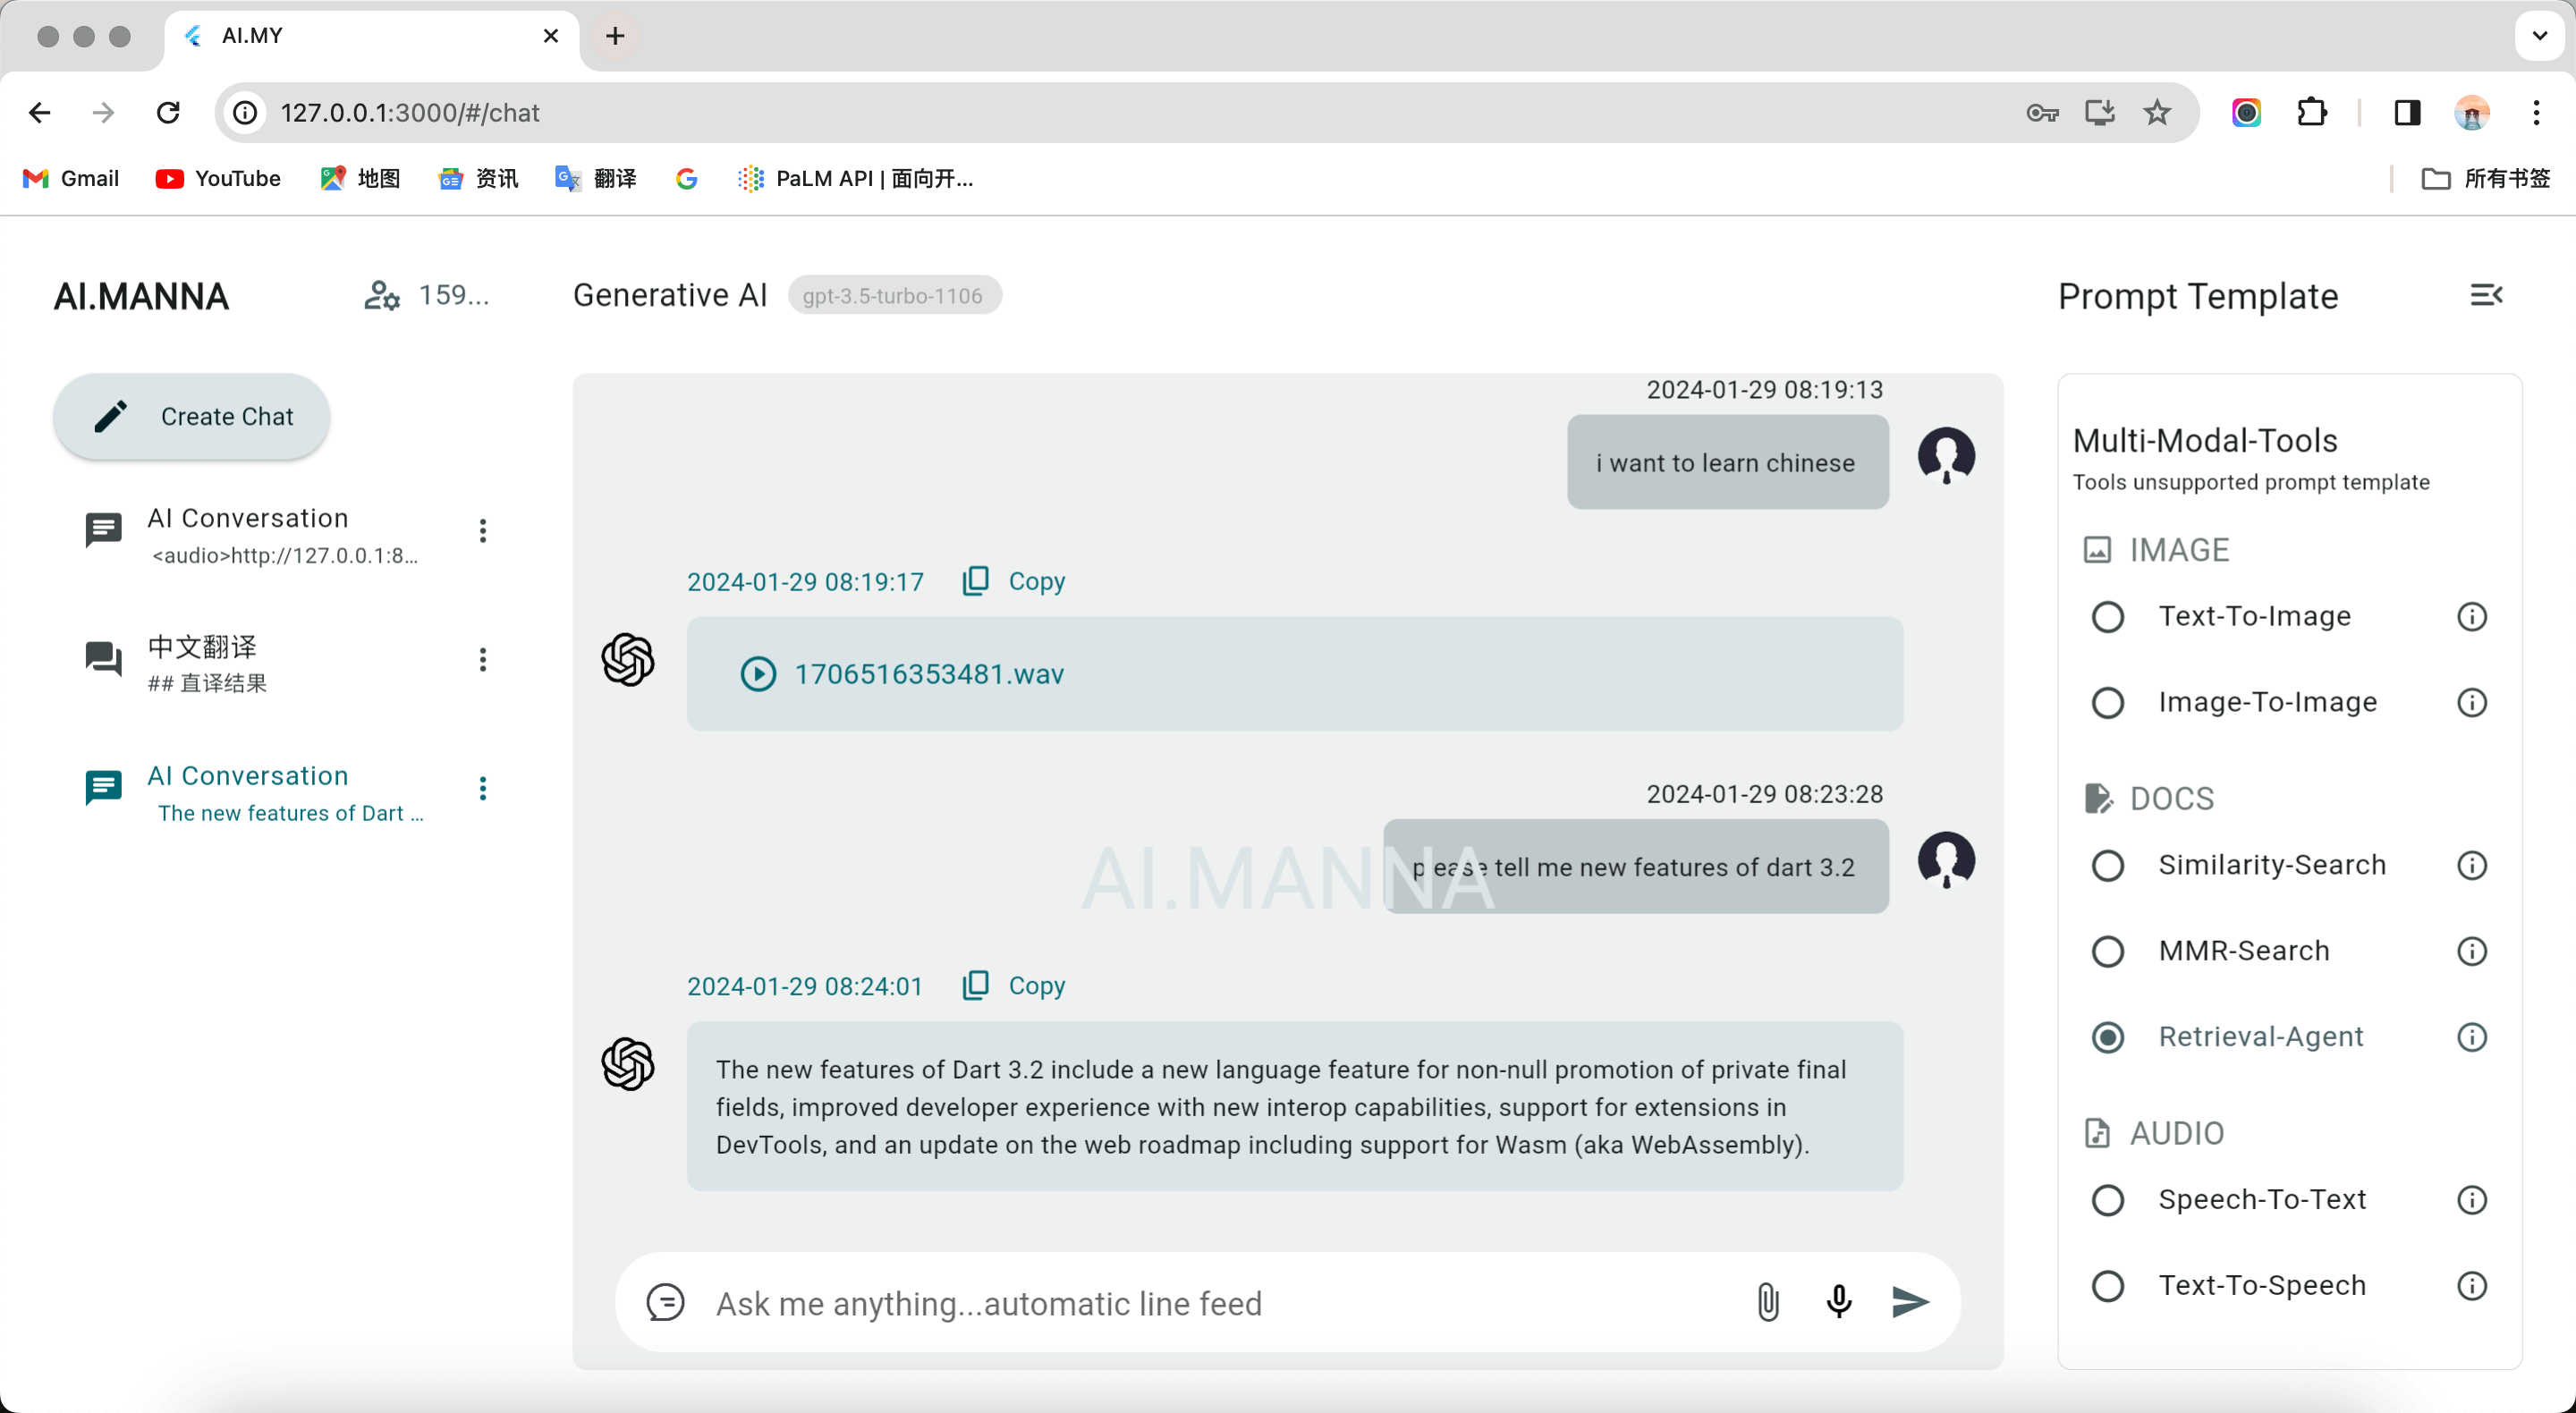 AI.MY
127.0.0.1:3000/#/chat
Gmail
YouTube
地图
资讯
翻译
PaLM API | 面向开...
所有书签
AI.MANNA
159...
Generative AI
gpt-3.5-turbo-1106
Prompt Template
Create Chat
AI Conversation
<audio>http://127.0.0.1:8...
中文翻译
## 直译结果
AI Conversation
The new features of Dart ...
2024-01-29 08:19:13
i want to learn chinese
2024-01-29 08:19:17
Copy
1706516353481.wav
2024-01-29 08:23:28
please tell me new features of dart 3.2
AI.MANNA
2024-01-29 08:24:01
Copy
The new features of Dart 3.2 include a new language feature for non-null promotion of private final
fields, improved developer experience with new interop capabilities, support for extensions in
DevTools, and an update on the web roadmap including support for Wasm (aka WebAssembly).
Ask me anything...automatic line feed
Multi-Modal-Tools
Tools unsupported prompt template
IMAGE
Text-To-Image
Image-To-Image
DOCS
Similarity-Search
MMR-Search
Retrieval-Agent
AUDIO
Speech-To-Text
Text-To-Speech